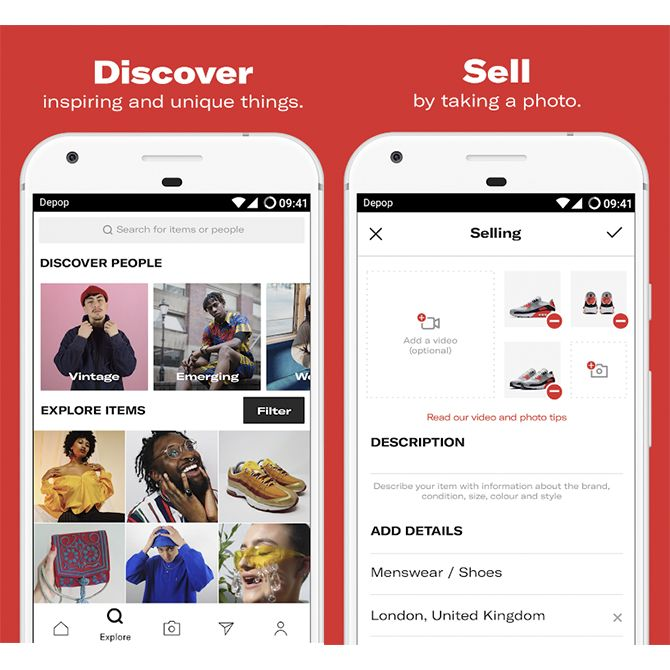 Discover
inspiring and unique things.
Depop
09:41
Search for items or people
DISCOVER PEOPLE
Vintage
Emerging
EXPLORE ITEMS
Filter
Explore
Sell
by taking a photo.
Depop
09:41
Selling
Add a video
(optional)
Read our video and photo tips
DESCRIPTION
Describe your item with information about the brand,
condition, size, colour and style
ADD DETAILS
Menswear / Shoes
London, United Kingdom